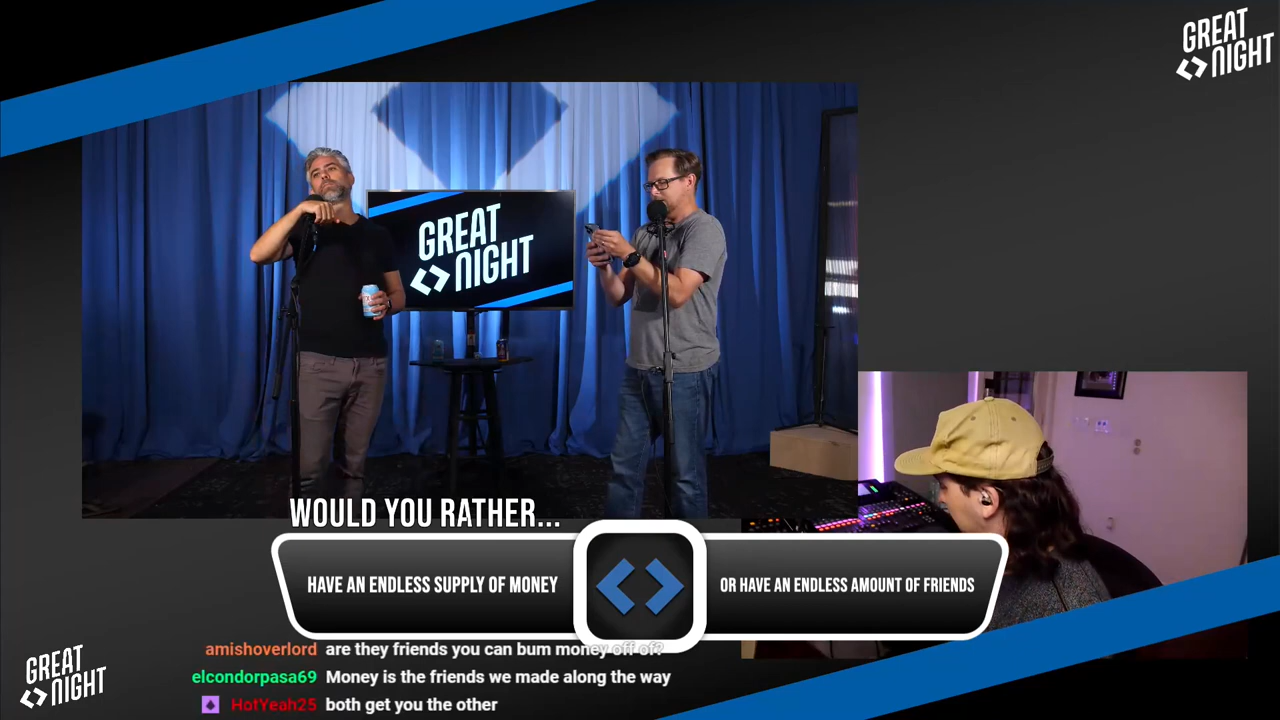 GREAT
NIGHT
GREAT
NIGHT
WOULD YOU RATHER...
HAVE AN ENDLESS SUPPLY OF MONEY
OR HAVE AN ENDLESS AMOUNT OF FRIENDS
amishoverlord are they friends you can bum money off of?
elcondorpasa69 Money is the friends we made along the way
HotYeah25 both get you the other
GREAT
NIGHT